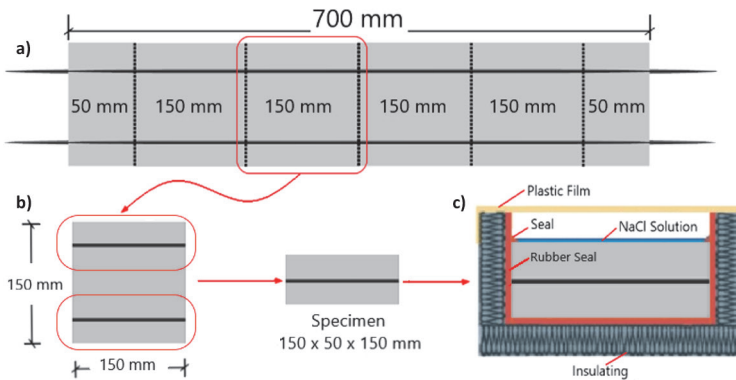 700 mm
a)
50 mm
150 mm
150 mm
150 mm
150 mm
50 mm
b)
150 mm
150 mm
Specimen
150 x 50 x 150 mm
c)
Plastic Film
Seal
NaCl Solution
Rubber Seal
Insulating